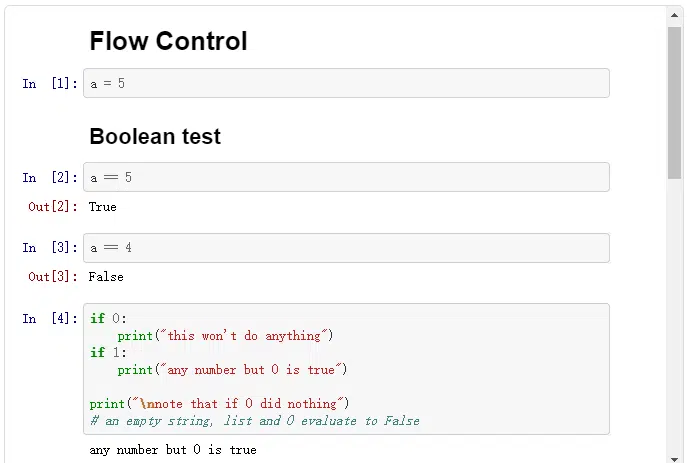 Flow Control
In [1]: a = 5
Boolean test
In [2]: a == 5
Out[2]: True
In [3]: a == 4
Out[3]: False
In [4]: if 0:
    print("this won't do anything")
if 1:
    print("any number but 0 is true")
print("\nnote that if 0 did nothing")
# an empty string, list and 0 evaluate to False
any number but 0 is true